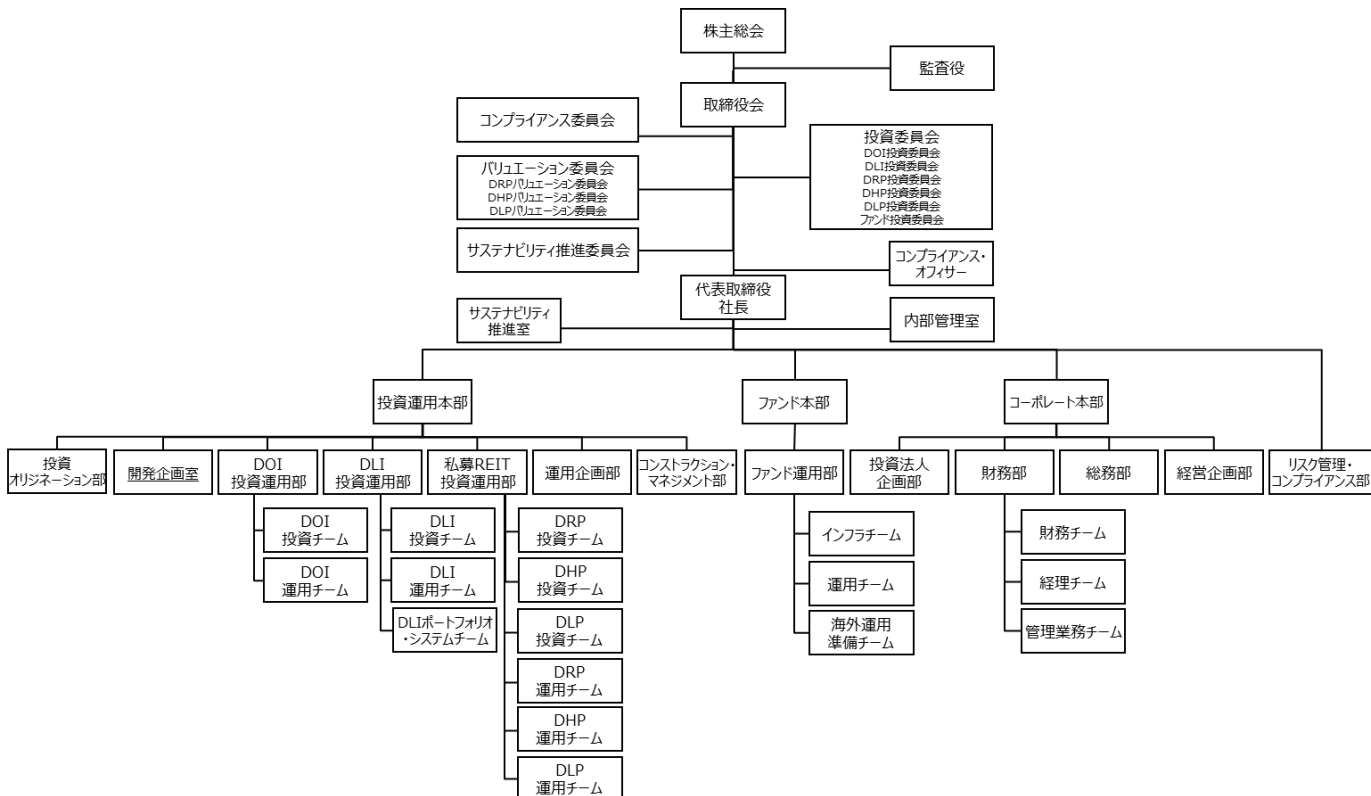 株主総会
監査役
取締役会
コンプライアンス委員会
投資委員会
DOI投資委員会
DLI投資委員会
DRP投資委員会
DHP投資委員会
DLP投資委員会
ファンド投資委員会
バリュエーション委員会
DRPバリュエーション委員会
DHPバリュエーション委員会
DLPバリュエーション委員会
サステナビリティ推進委員会
コンプライアンス・
オフィサー
代表取締役
社長
サステナビリティ
推進室
内部管理室
投資運用本部
ファンド本部
コーポレート本部
投資
オリジネーション部
開発企画室
DOI
投資運用部
DLI
投資運用部
私募REIT
投資運用部
運用企画部
コンストラクション・
マネジメント部
ファンド運用部
投資法人
企画部
財務部
総務部
経営企画部
リスク管理・
コンプライアンス部
DOI
投資チーム
DOI
運用チーム
DLI
投資チーム
DLI
運用チーム
DLIポートフォリオ
・システムチーム
DRP
投資チーム
DHP
投資チーム
DLP
投資チーム
DRP
運用チーム
DHP
運用チーム
DLP
運用チーム
インフラチーム
運用チーム
海外運用
準備チーム
財務チーム
経理チーム
管理業務チーム